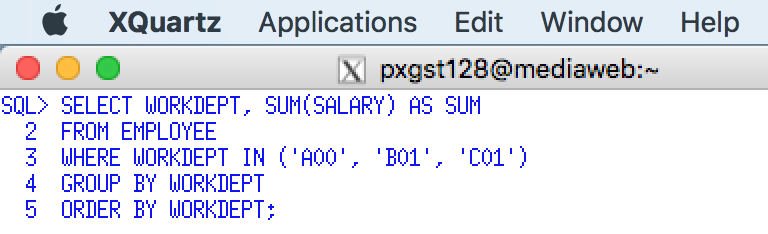 XQuartz Applications Edit Window Help
pxgst128@mediaweb:~
SQL> SELECT WORKDEPT, SUM(SALARY) AS SUM
2 FROM EMPLOYEE
3 WHERE WORKDEPT IN ('A00', 'B01', 'C01')
4 GROUP BY WORKDEPT
5 ORDER BY WORKDEPT;